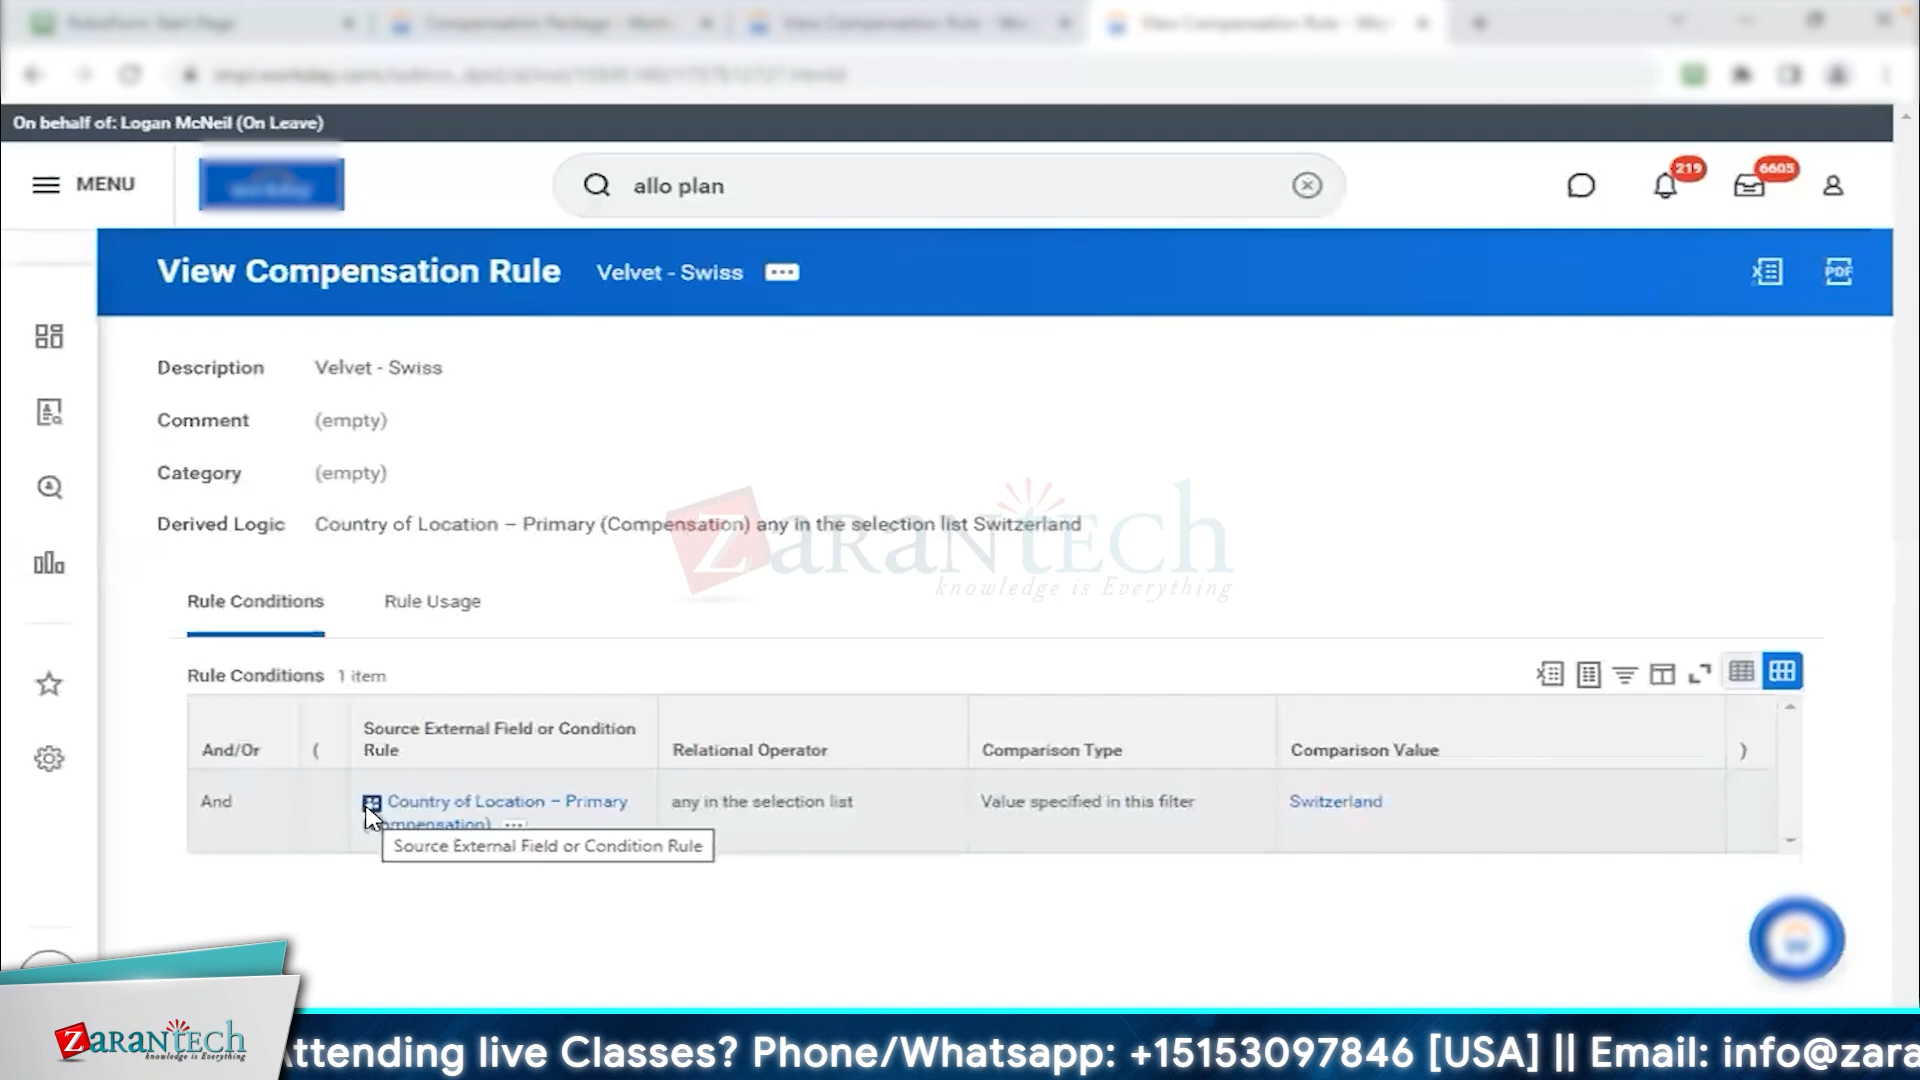 On behalf of: Logan McNeil (On Leave)
MENU
allo plan
219
6605
View Compensation Rule Velvet - Swiss
PDF
Description Velvet - Swiss
Comment (empty)
Category (empty)
Derived Logic Country of Location – Primary (Compensation) any in the selection list Switzerland
ZaranTech
knowledge is Everything
Rule Conditions Rule Usage
Rule Conditions 1 item
And/Or ( Source External Field or Condition Rule Relational Operator Comparison Type Comparison Value )
And Country of Location – Primary any in the selection list Value specified in this filter Switzerland
Source External Field or Condition Rule
ZaranTech
knowledge is Everything
ttending live Classes? Phone/Whatsapp: +15153097846 [USA] || Email: info@zara